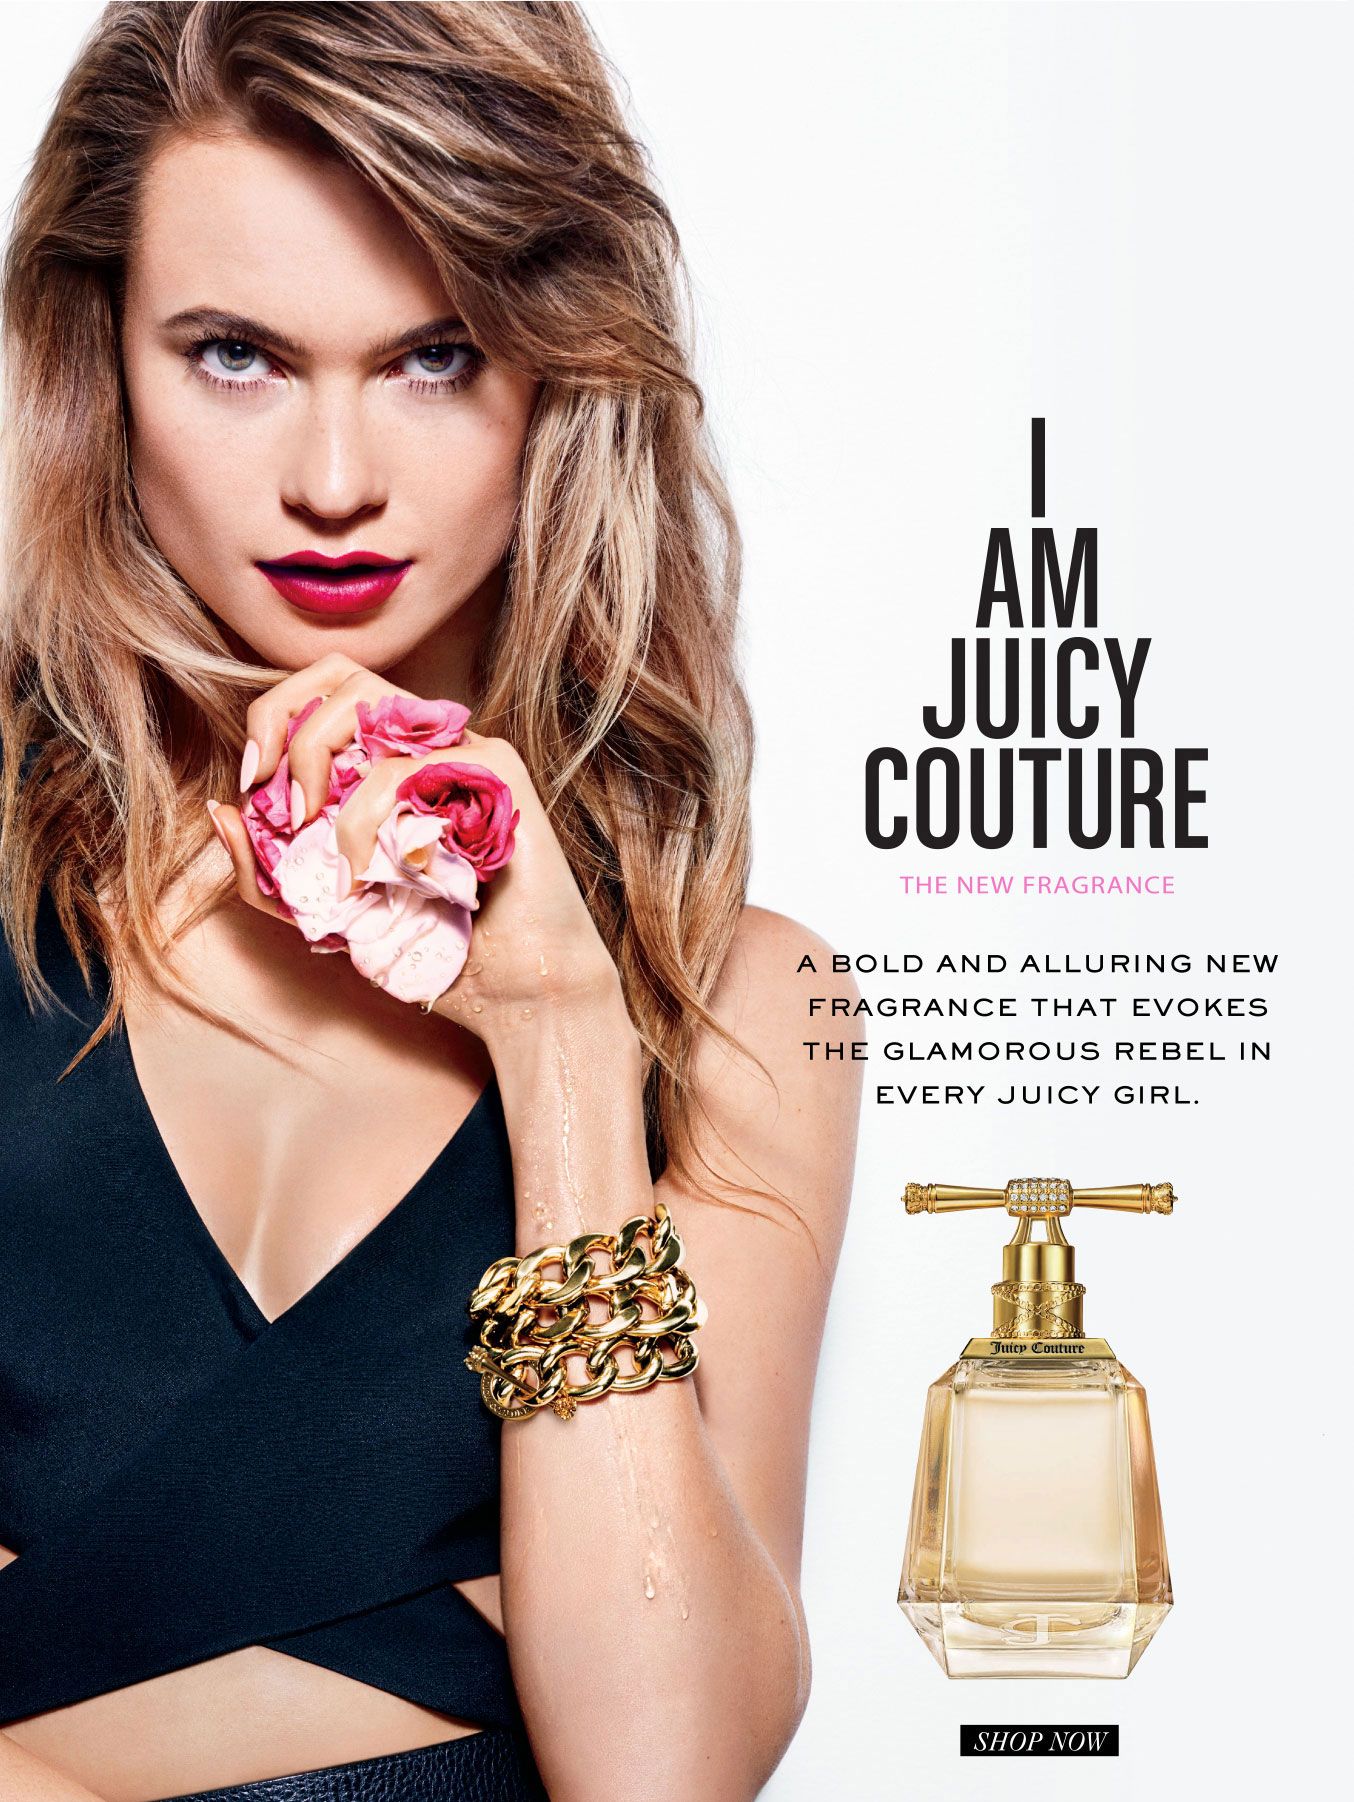 I
AM
JUICY
COUTURE
THE NEW FRAGRANCE
A BOLD AND ALLURING NEW
FRAGRANCE THAT EVOKES
THE GLAMOROUS REBEL IN
EVERY JUICY GIRL.
Juicy Couture
J
SHOP NOW